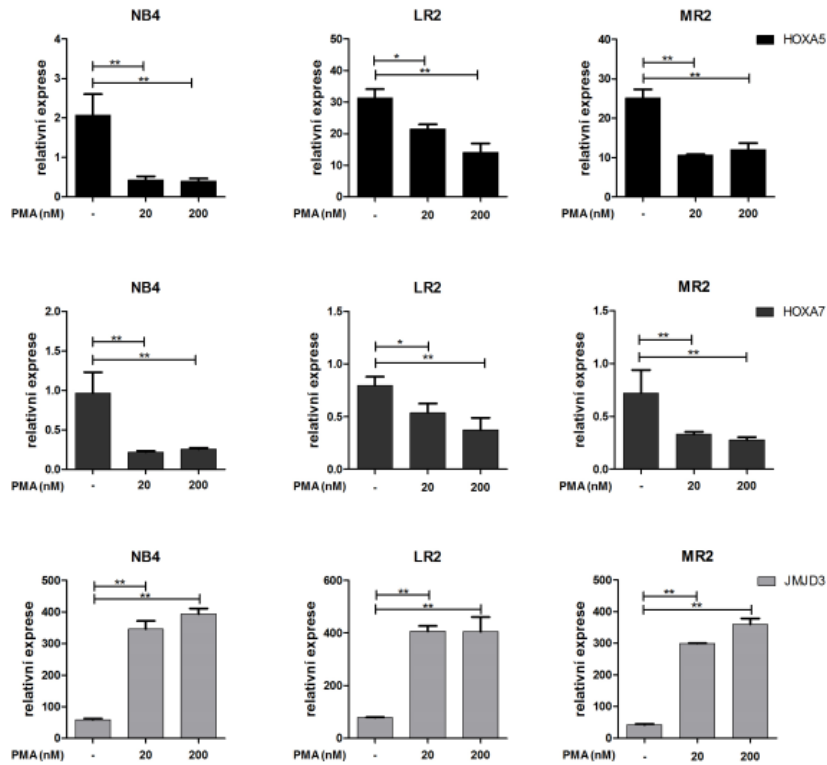 NB4 LR2 MR2
HOXA5
relativní exprese relativní exprese relativní exprese
4 50 40
3 40 30
2 30 20
1 20 10
0 10 0
0
** * **
** ** **
PMA (nM) - 20 200 PMA (nM) - 20 200 PMA (nM) - 20 200
NB4 LR2 MR2
HOXA7
relativní exprese relativní exprese relativní exprese
2.0 1.5 1.5
1.5 1.0 1.0
1.0 0.5 0.5
0.5 0.0 0.0
0.0
** * **
** ** **
PMA (nM) - 20 200 PMA (nM) - 20 200 PMA (nM) - 20 200
NB4 LR2 MR2
JMJD3
relativní exprese relativní exprese relativní exprese
500 600 500
400 400 400
300 200 300
200 0 200
100 100
0 0
** ** **
** ** **
PMA (nM) - 20 200 PMA (nM) - 20 200 PMA (nM) - 20 200